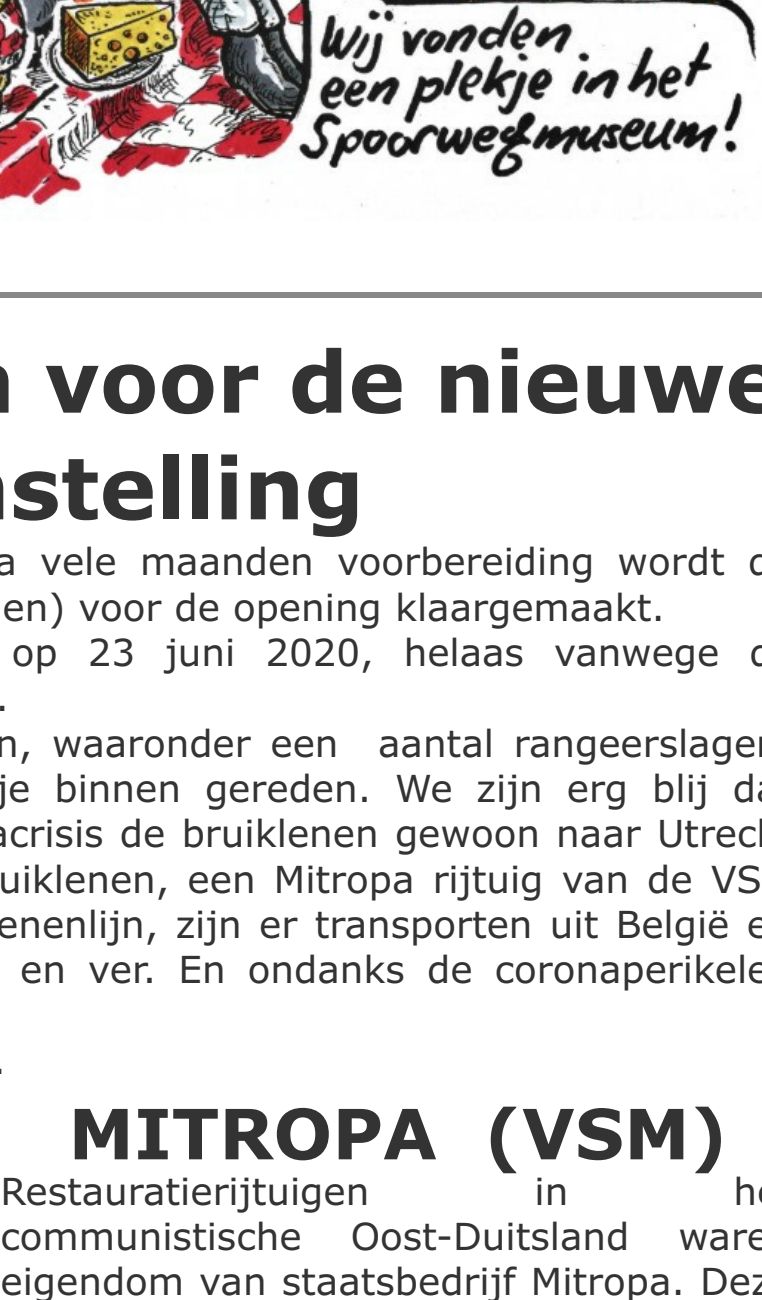 Wij vonden
een plekje in het
Spoorwegmuseum!
voor de nieuwe
nstelling
a vele maanden voorbereiding wordt d
en) voor de opening klaargemaakt.
op 23 juni 2020, helaas vanwege d
.
n, waaronder een aantal rangeerslager
je binnen gereden. We zijn erg blij da
acrisis de bruiklenen gewoon naar Utrech
uiklenen, een Mitropa rijtuig van de VS
enenlijn, zijn er transporten uit België e
en ver. En ondanks de coronaperikele
.
MITROPA (VSM)
Restauratierijtuigen in he
communistische Oost-Duitsland ware
eigendom van staatsbedrijf Mitropa. Dez